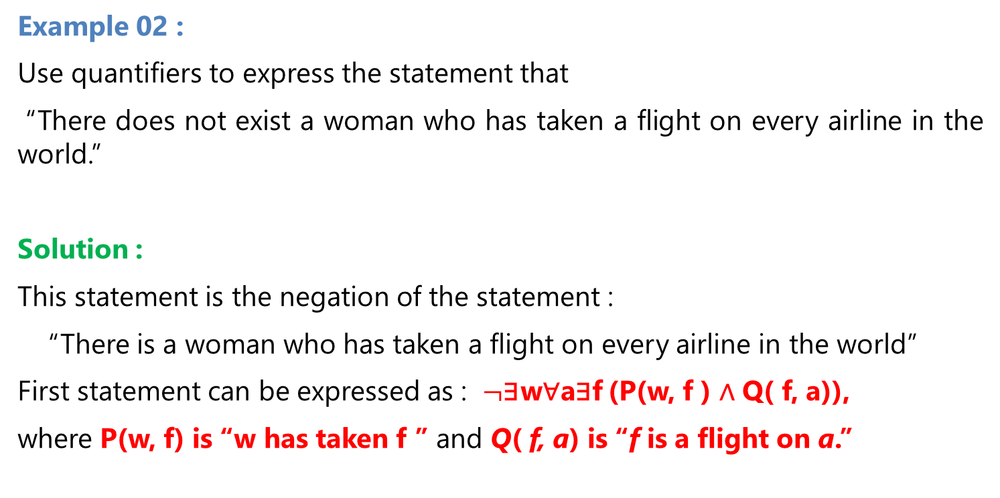 Example 02 :
Use quantifiers to express the statement that
“There does not exist a woman who has taken a flight on every airline in the
world.”
Solution :
This statement is the negation of the statement :
“There is a woman who has taken a flight on every airline in the world”
First statement can be expressed as : ¬∃w∀a∃f (P(w, f ) ∧ Q( f, a)),
where P(w, f) is “w has taken f ” and Q( f, a) is “f is a flight on a.”